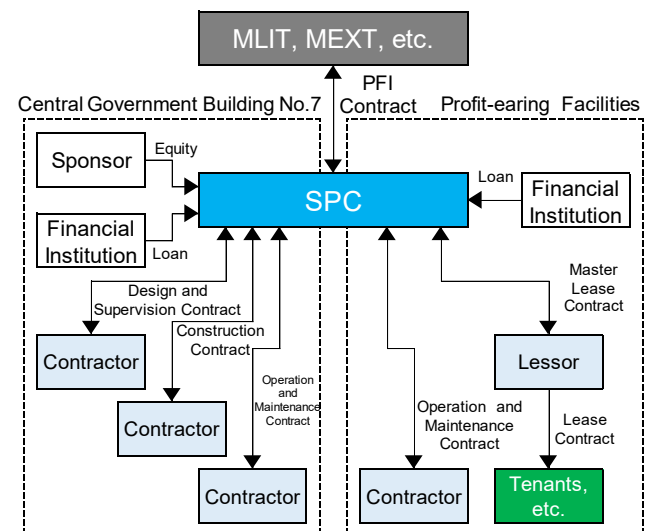 MLIT, MEXT, etc.
PFI
Contract
Central Government Building No.7
Profit-earing Facilities
Sponsor
Equity
SPC
Loan
Financial
Institution
Financial
Institution
Loan
Design and
Supervision Contract
Construction
Contract
Master
Lease
Contract
Contractor
Lessor
Operation
and
Maintenance
Contract
Contractor
Operation and
Maintenance
Contract
Lease
Contract
Contractor
Contractor
Tenants,
etc.